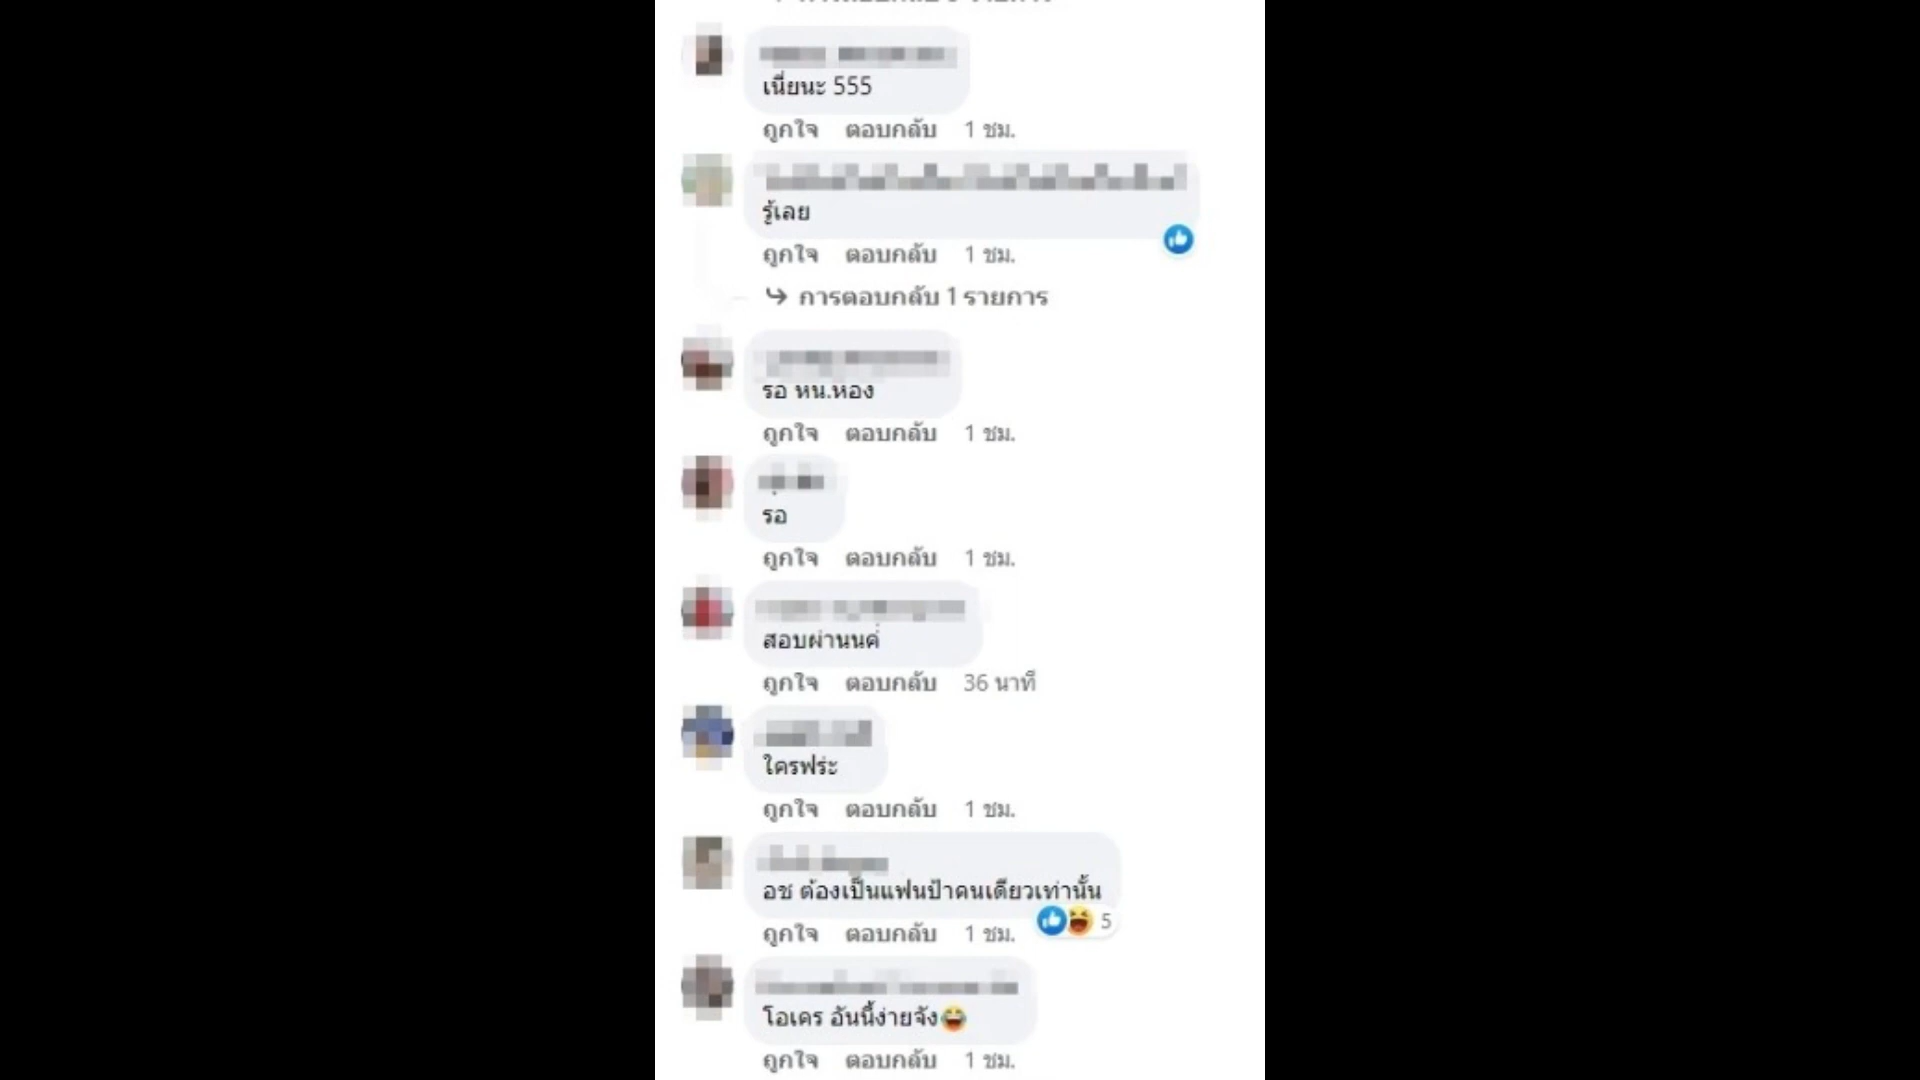 เนี่ยนะ 555
ถูกใจ ตอบกลับ 1 ชม.
รู้เลย
ถูกใจ ตอบกลับ 1 ชม.
การตอบกลับ 1 รายการ
รอ หน.หอง
ถูกใจ ตอบกลับ 1 ชม.
รอ
ถูกใจ ตอบกลับ 1 ชม.
สอบผ่านนค่
ถูกใจ ตอบกลับ 36 นาที
ใครฟระ
ถูกใจ ตอบกลับ 1 ชม.
อช ต้องเป็นแฟนป้าคนเดียวเท่านั้น
5
ถูกใจ ตอบกลับ 1 ชม.
โอเคร อันนี้ง่ายจัง😂
ถูกใจ ตอบกลับ 1 ชม.